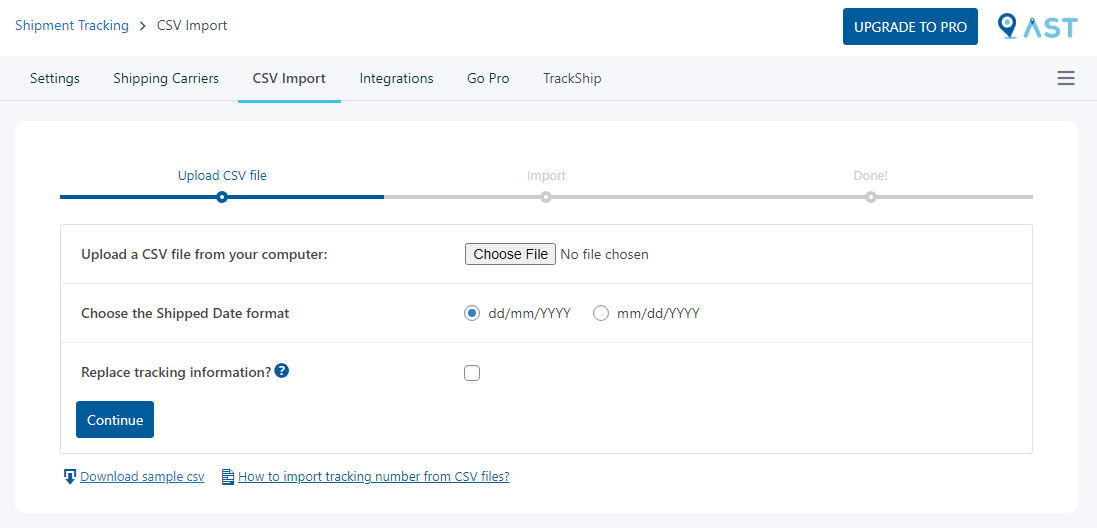 Shipment Tracking > CSV Import
UPGRADE TO PRO
AST
Settings Shipping Carriers CSV Import Integrations Go Pro TrackShip
Upload CSV file Import Done!
Upload a CSV file from your computer: Choose File No file chosen
Choose the Shipped Date format dd/mm/YYYY mm/dd/YYYY
Replace tracking information? ?
Continue
Download sample csv How to import tracking number from CSV files?